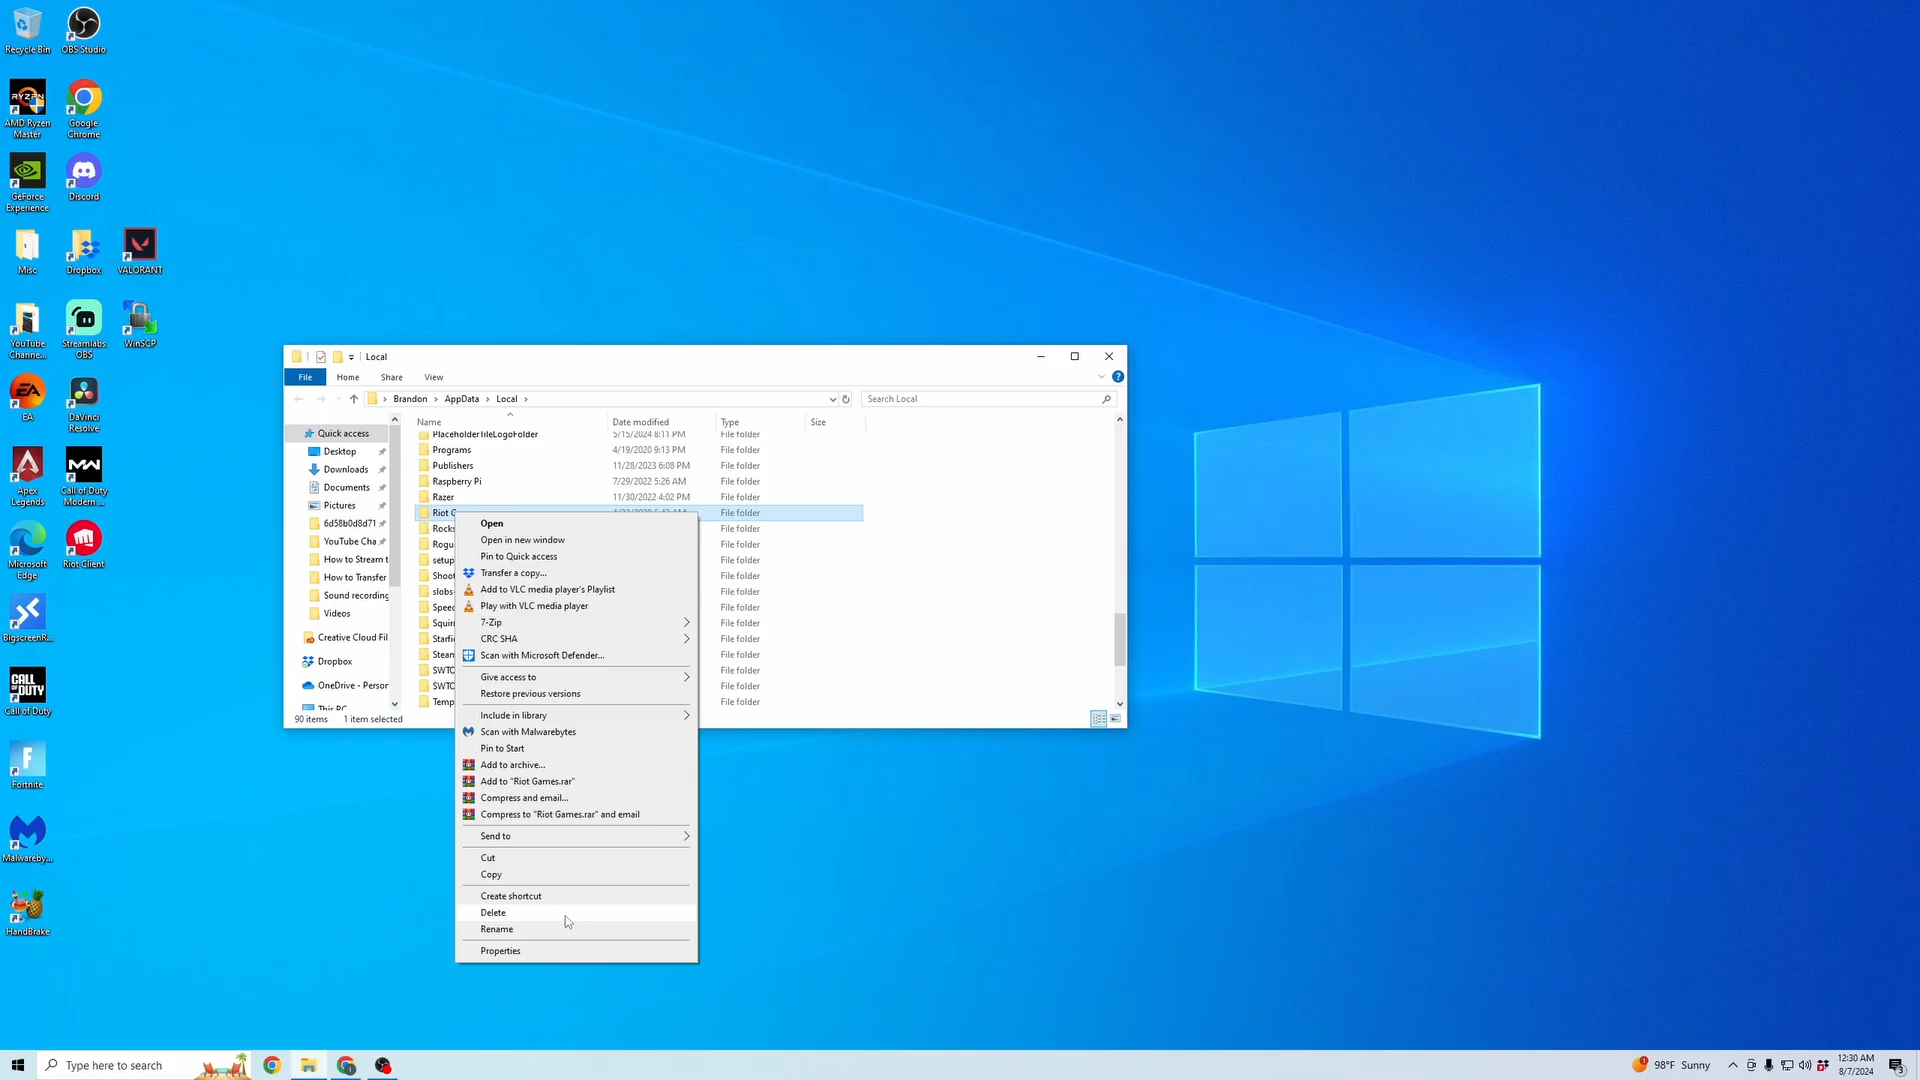 Recycle Bin
OBS Studio
AMD Ryzen
Master
Google
Chrome
GeForce
Experience
Discord
Misc
Dropbox
VALORANT
YouTube
Channe...
Streamlabs
OBS
WinSCP
EA
DaVinci
Resolve
Apex
Legends
Call of Duty
Modern ...
Microsoft
Edge
Riot Client
BigscreenR...
Call of Duty
Fortnite
Malwareby...
HandBrake
Local
File
Home
Share
View
Brandon
AppData
Local
Search Local
Name
Date modified
Type
Size
Quick access
Desktop
Downloads
Documents
Pictures
6d58b0d8d71
YouTube Cha
How to Stream t
How to Transfer
Sound recording
Videos
Creative Cloud Fil
Dropbox
OneDrive - Person
This PC
PlaceholderTileLogoFolder 5/15/2024 8:11 PM File folder
Programs 4/19/2020 9:13 PM File folder
Publishers 11/28/2023 6:08 PM File folder
Raspberry Pi 7/29/2022 5:26 AM File folder
Razer 11/30/2022 4:02 PM File folder
Riot G File folder
Rocks File folder
Rogu File folder
setup File folder
Shoot File folder
slobs- File folder
Speed File folder
Squirr File folder
Starfi File folder
Steam File folder
SWTO File folder
SWTO File folder
Temp File folder
90 items 1 item selected
Open
Open in new window
Pin to Quick access
Transfer a copy...
Add to VLC media player's Playlist
Play with VLC media player
7-Zip
CRC SHA
Scan with Microsoft Defender...
Give access to
Restore previous versions
Include in library
Scan with Malwarebytes
Pin to Start
Add to archive...
Add to "Riot Games.rar"
Compress and email...
Compress to "Riot Games.rar" and email
Send to
Cut
Copy
Create shortcut
Delete
Rename
Properties
Type here to search
98°F Sunny
12:30 AM
8/7/2024